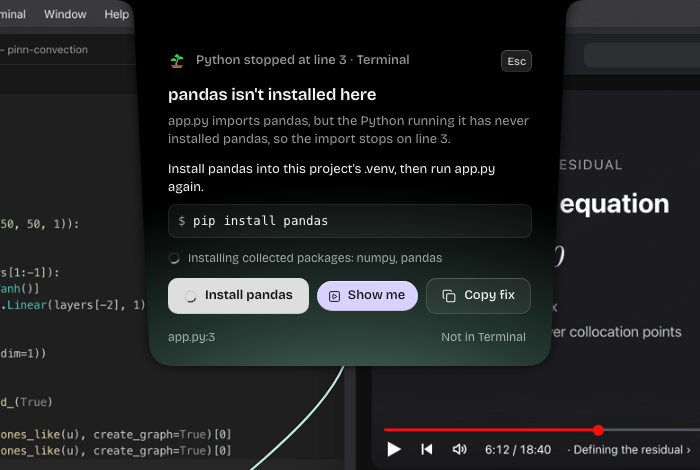 minal Window Help
– pinn-convection
Python stopped at line 3 · Terminal
Esc
pandas isn't installed here
app.py imports pandas, but the Python running it has never
installed pandas, so the import stops on line 3.
Install pandas into this project's .venv, then run app.py
again.
$ pip install pandas
Installing collected packages: numpy, pandas
Install pandas
Show me
Copy fix
app.py:3
Not in Terminal
50, 50, 1)):
s[1:-1]):
anh()]
.Linear(layers[-2], 1)
dim=1))
d_(True)
ones_like(u), create_graph=True)[0]
ones_like(u), create_graph=True)[0]
ESIDUAL
equation
0
x
er collocation points
6:12 / 18:40 · Defining the residual ›